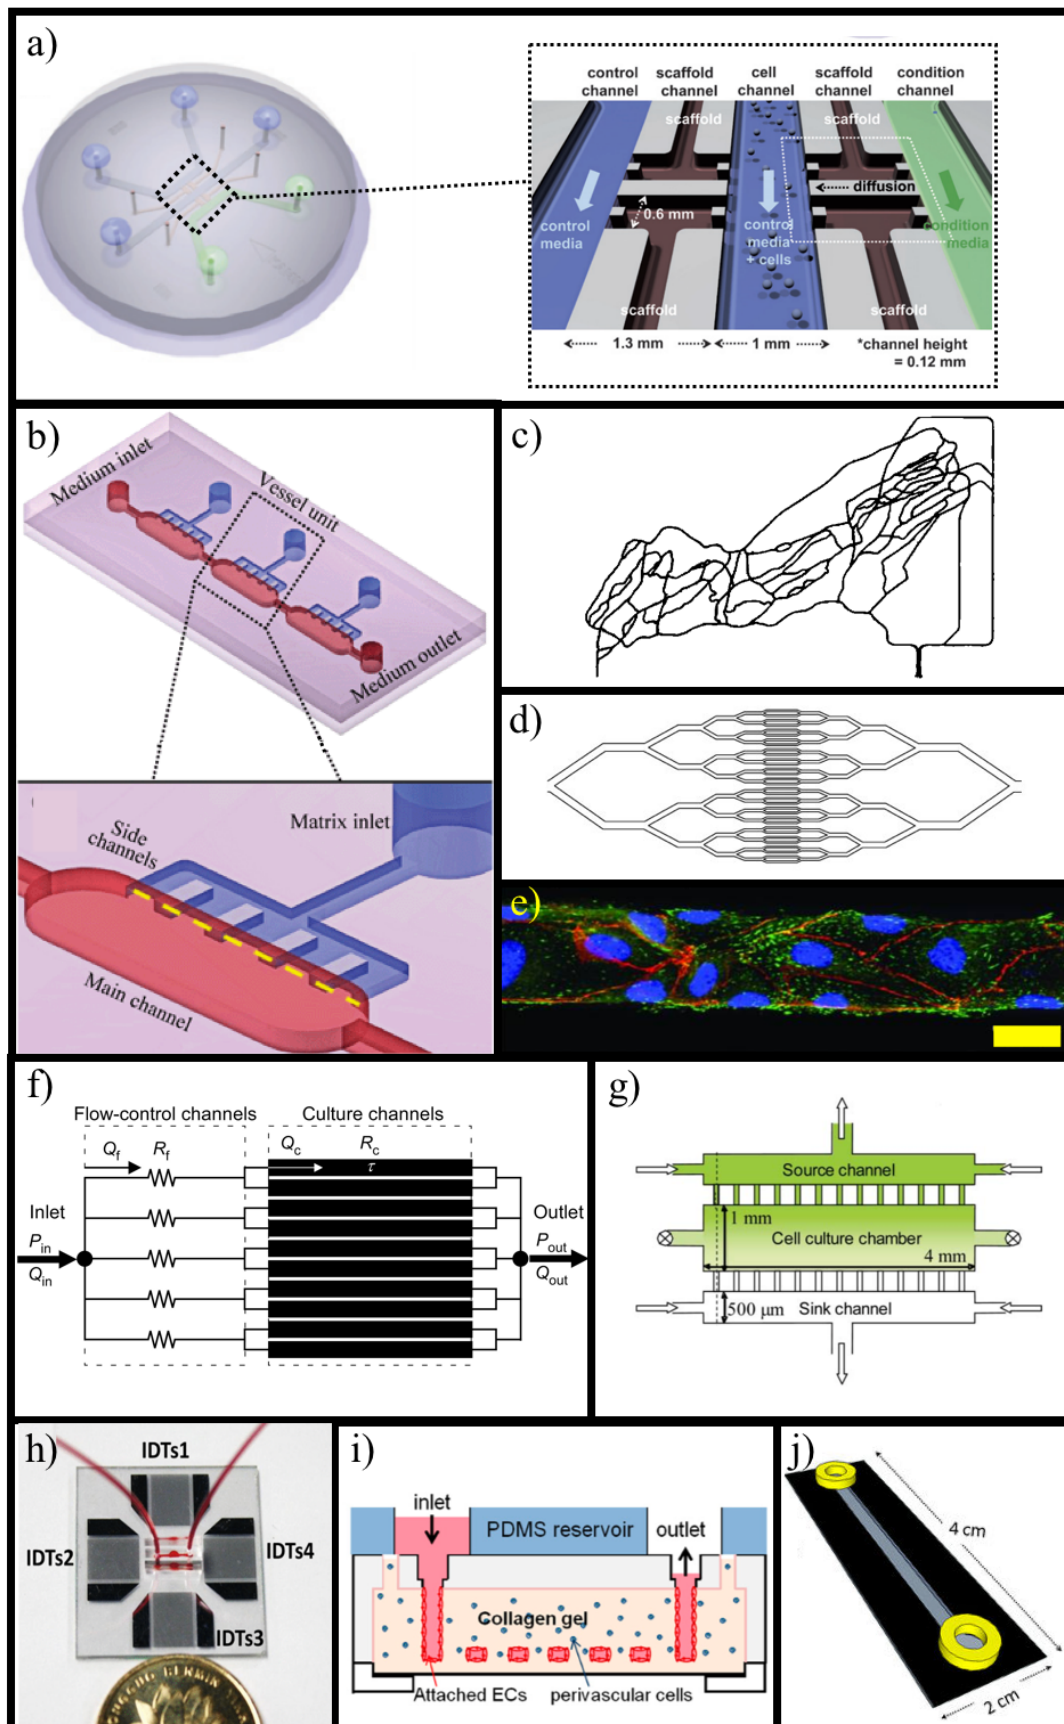 a)
control channel
scaffold channel
cell channel
scaffold channel
condition channel
scaffold
scaffold
diffusion
0.6 mm
control media
control media + cells
condition media
scaffold
scaffold
1.3 mm
1 mm
*channel height = 0.12 mm
b)
Medium inlet
Vessel unit
Medium outlet
Matrix inlet
Side channels
Main channel
c)
d)
e)
f)
Flow-control channels
Culture channels
Qf
Rf
Qc
Rc
τ
Inlet
Outlet
Pin
Pout
Qin
Qout
g)
Source channel
1 mm
Cell culture chamber
4 mm
500 μm
Sink channel
h)
IDTs1
IDTs2
IDTs4
IDTs3
i)
inlet
PDMS reservoir
outlet
Collagen gel
Attached ECs
perivascular cells
j)
4 cm
2 cm